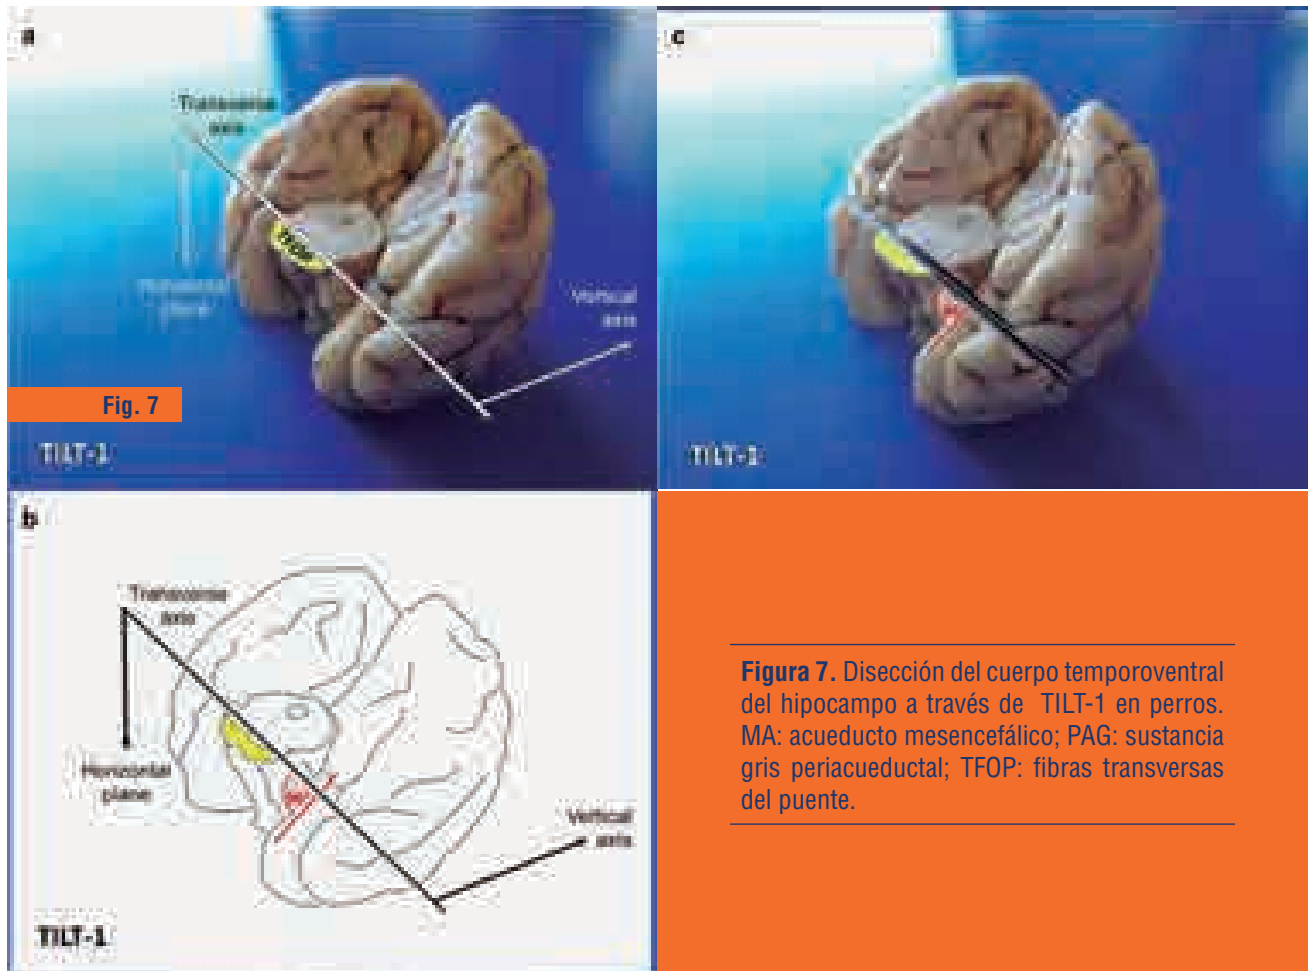 a
Transverse
axis
TFOP
Horizontal
plane
Vertical
axis
Fig. 7
TILT-1
c
TILT-1
b
Transverse
axis
Horizontal
plane
Vertical
axis
TILT-1
Figura 7. Disección del cuerpo temporoventral
del hipocampo a través de TILT-1 en perros.
MA: acueducto mesencefálico; PAG: sustancia
gris periacueductal; TFOP: fibras transversas
del puente.